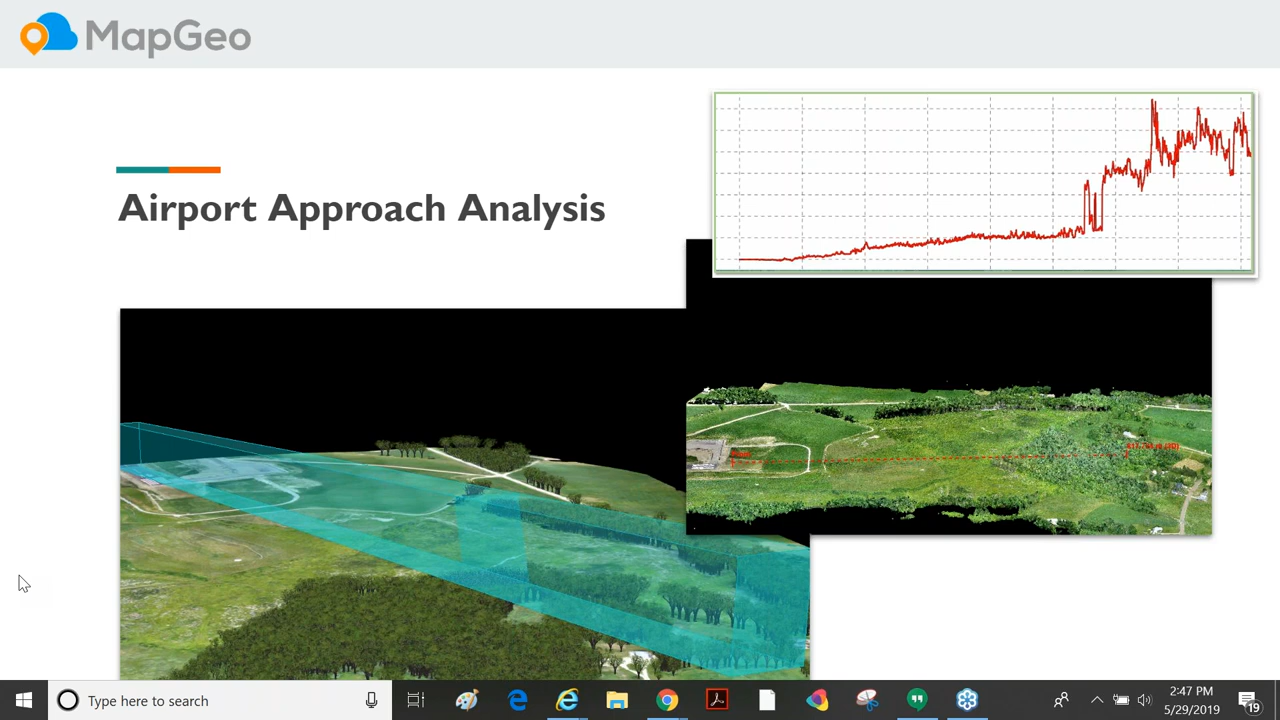 MapGeo
Airport Approach Analysis
Type here to search
2:47 PM
5/29/2019
19